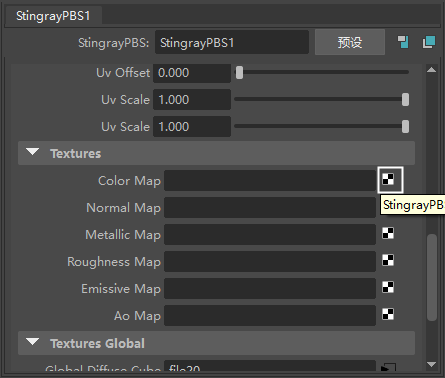 StingrayPBS1
StingrayPBS: StingrayPBS1 预设
Uv Offset 0.000
Uv Scale 1.000
Uv Scale 1.000
Textures
Color Map
Normal Map
StingrayPB
Metallic Map
Roughness Map
Emissive Map
Ao Map
Textures Global
Global Diffuse Cube file20